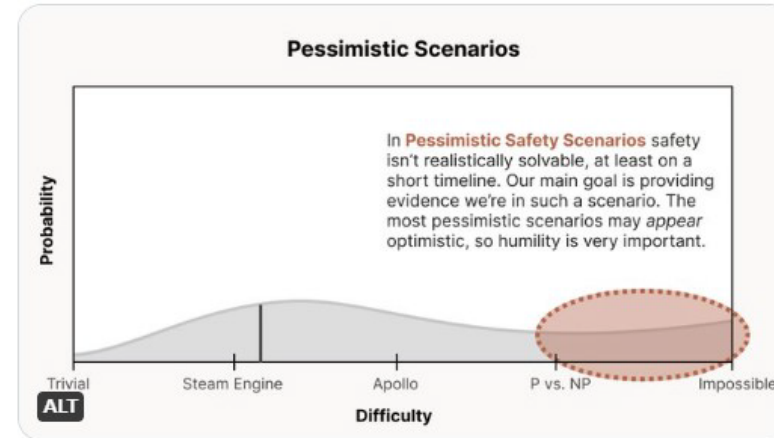 Pessimistic Scenarios
In Pessimistic Safety Scenarios safety
isn't realistically solvable, at least on a
short timeline. Our main goal is providing
evidence we're in such a scenario. The
most pessimistic scenarios may appear
optimistic, so humility is very important.
Probability
Trivial
Steam Engine
Apollo
P vs. NP
Impossible
ALT
Difficulty